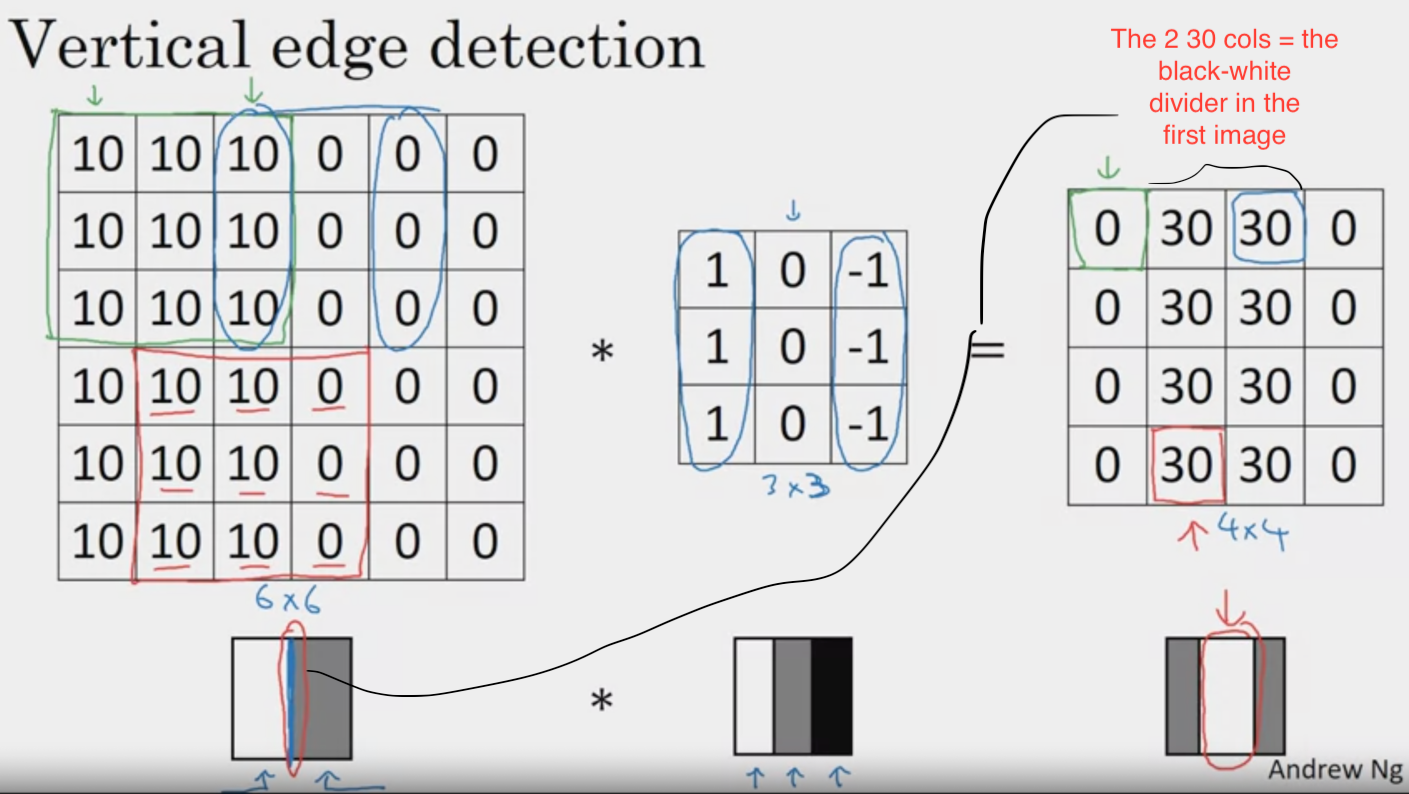 Vertical edge detection
The 2 30 cols = the
black-white
divider in the
first image
10 10 10 0 0 0
10 10 10 0 0 0
10 10 10 0 0 0
10 10 10 0 0 0
10 10 10 0 0 0
10 10 10 0 0 0
6x6
*
1 0 -1
1 0 -1
1 0 -1
3x3
=
0 30 30 0
0 30 30 0
0 30 30 0
0 30 30 0
4x4
*
Andrew Ng